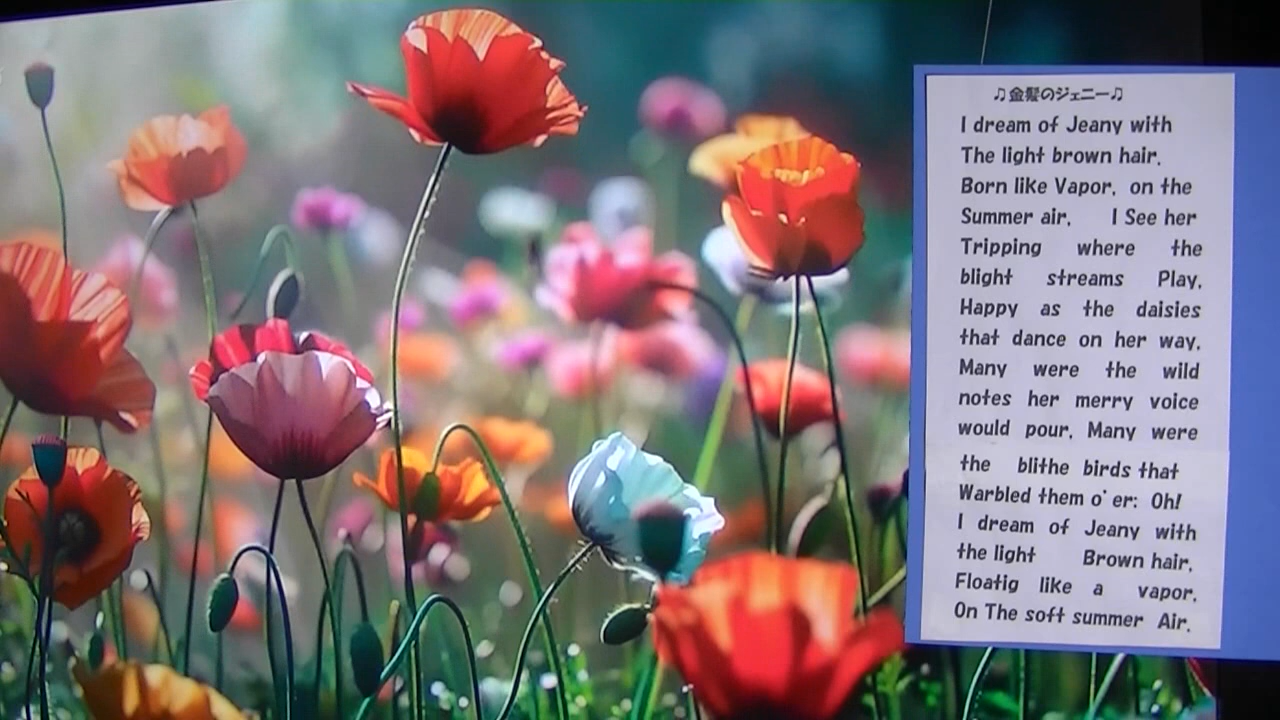 ♫金髪のジェニー♫
I dream of Jeany with
The light brown hair.
Born like Vapor, on the
Summer air, I See her
Tripping where the
blight streams Play.
Happy as the daisies
that dance on her way.
Many were the wild
notes her merry voice
would pour. Many were
the blithe birds that
Warbled them o'er: Oh!
I dream of Jeany with
the light Brown hair,
Floatig like a vapor,
On The soft summer Air.